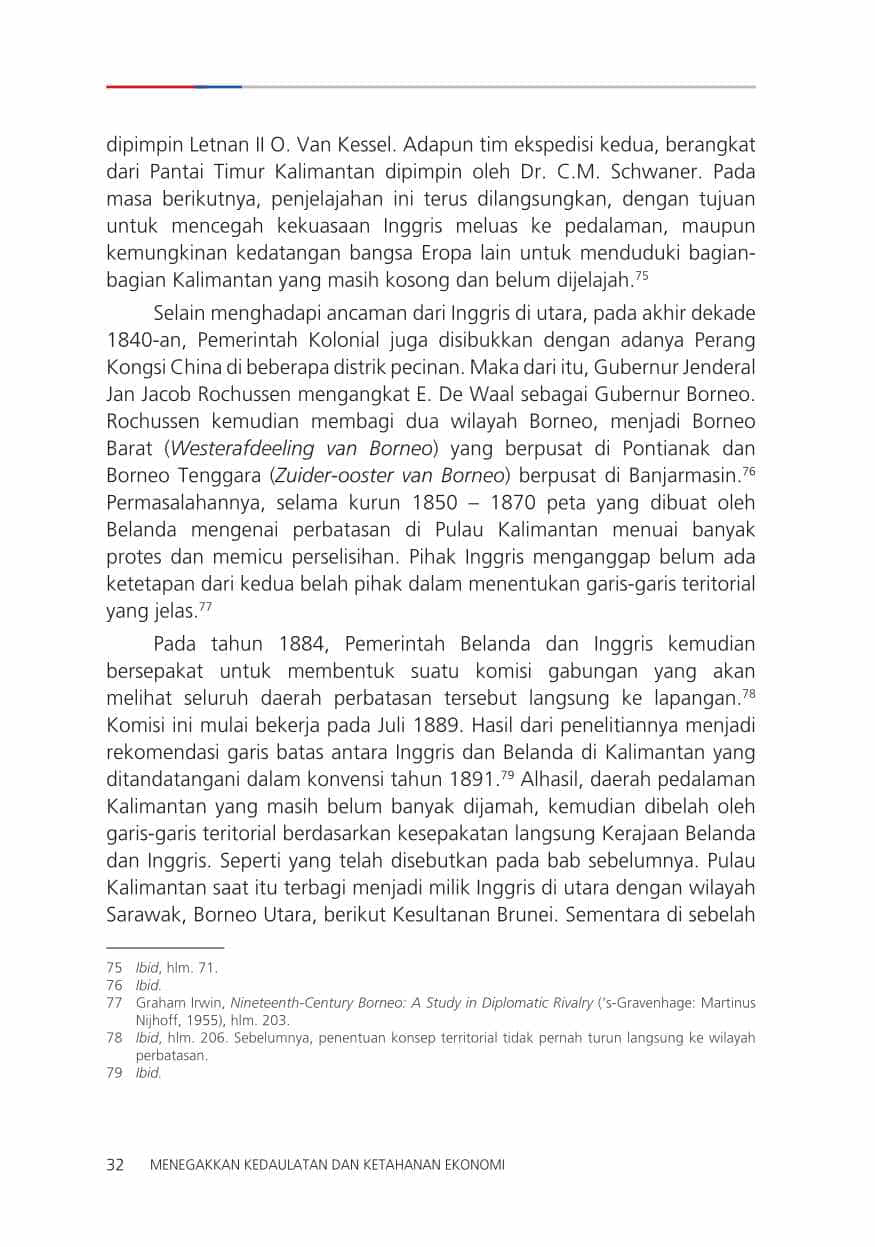 dipimpin Letnan II O. Van Kessel. Adapun tim ekspedisi kedua, berangkat
dari Pantai Timur Kalimantan dipimpin oleh Dr. C.M. Schwaner. Pada
masa berikutnya, penjelajahan ini terus dilangsungkan, dengan tujuan
untuk mencegah kekuasaan Inggris meluas ke pedalaman, maupun
kemungkinan kedatangan bangsa Eropa lain untuk menduduki bagian-
bagian Kalimantan yang masih kosong dan belum dijelajah.75
Selain menghadapi ancaman dari Inggris di utara, pada akhir dekade
1840-an, Pemerintah Kolonial juga disibukkan dengan adanya Perang
Kongsi China di beberapa distrik pecinan. Maka dari itu, Gubernur Jenderal
Jan Jacob Rochussen mengangkat E. De Waal sebagai Gubernur Borneo.
Rochussen kemudian membagi dua wilayah Borneo, menjadi Borneo
Barat (Westerafdeeling van Borneo) yang berpusat di Pontianak dan
Borneo Tenggara (Zuider-ooster van Borneo) berpusat di Banjarmasin.76
Permasalahannya, selama kurun 1850 – 1870 peta yang dibuat oleh
Belanda mengenai perbatasan di Pulau Kalimantan menuai banyak
protes dan memicu perselisihan. Pihak Inggris menganggap belum ada
ketetapan dari kedua belah pihak dalam menentukan garis-garis teritorial
yang jelas.77
Pada tahun 1884, Pemerintah Belanda dan Inggris kemudian
bersepakat untuk membentuk suatu komisi gabungan yang akan
melihat seluruh daerah perbatasan tersebut langsung ke lapangan.78
Komisi ini mulai bekerja pada Juli 1889. Hasil dari penelitiannya menjadi
rekomendasi garis batas antara Inggris dan Belanda di Kalimantan yang
ditandatangani dalam konvensi tahun 1891.79 Alhasil, daerah pedalaman
Kalimantan yang masih belum banyak dijamah, kemudian dibelah oleh
garis-garis teritorial berdasarkan kesepakatan langsung Kerajaan Belanda
dan Inggris. Seperti yang telah disebutkan pada bab sebelumnya. Pulau
Kalimantan saat itu terbagi menjadi milik Inggris di utara dengan wilayah
Sarawak, Borneo Utara, berikut Kesultanan Brunei. Sementara di sebelah
75 Ibid, hlm. 71.
76 Ibid.
77 Graham Irwin, Nineteenth-Century Borneo: A Study in Diplomatic Rivalry ('s-Gravenhage: Martinus
Nijhoff, 1955), hlm. 203.
78 Ibid, hlm. 206. Sebelumnya, penentuan konsep territorial tidak pernah turun langsung ke wilayah
perbatasan.
79 Ibid.
32 MENEGAKKAN KEDAULATAN DAN KETAHANAN EKONOMI